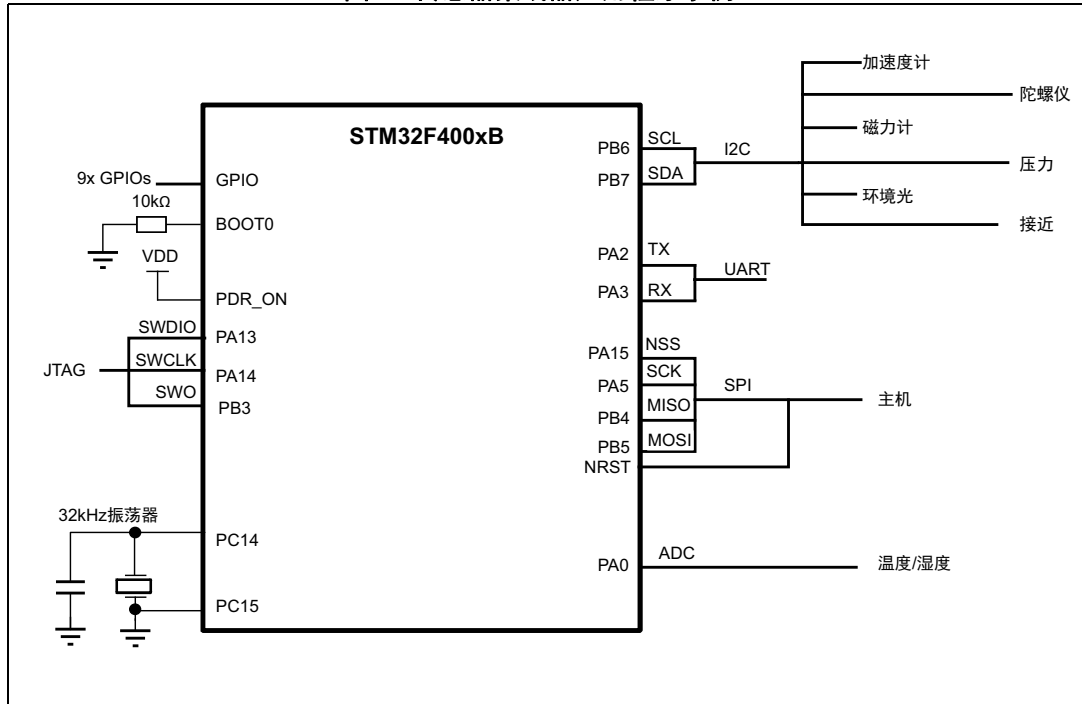 STM32F400xB
9x GPIOs
GPIO
10kΩ
BOOT0
VDD
PDR_ON
SWDIO
PA13
JTAG
SWCLK
PA14
SWO
PB3
32kHz振荡器
PC14
PC15
PB6
SCL
PB7
SDA
I2C
加速度计
陀螺仪
磁力计
压力
环境光
接近
PA2
TX
PA3
RX
UART
PA15
NSS
PA5
SCK
PB4
MISO
PB5
MOSI
NRST
SPI
主机
PA0
ADC
温度/湿度